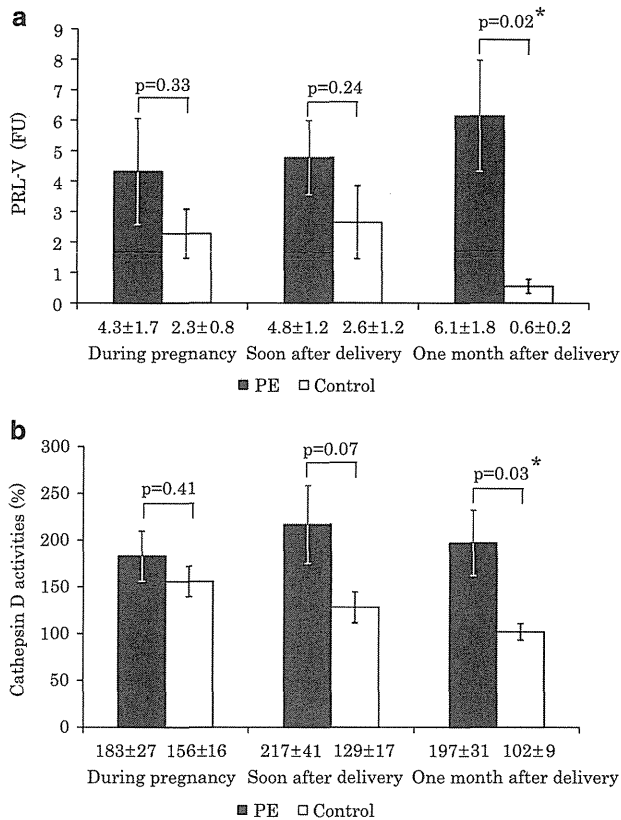 a
p=0.02*
9
8
p=0.33
p=0.24
7
6
5
4
3
2
1
0
PRL-V (FU)
4.3±1.7 2.3±0.8 4.8±1.2 2.6±1.2 6.1±1.8 0.6±0.2
During pregnancy Soon after delivery One month after delivery
PE Control
b
300
p=0.07
p=0.03*
250
p=0.41
200
150
100
50
0
Cathepsin D activities (%)
183±27 156±16 217±41 129±17 197±31 102±9
During pregnancy Soon after delivery One month after delivery
PE Control